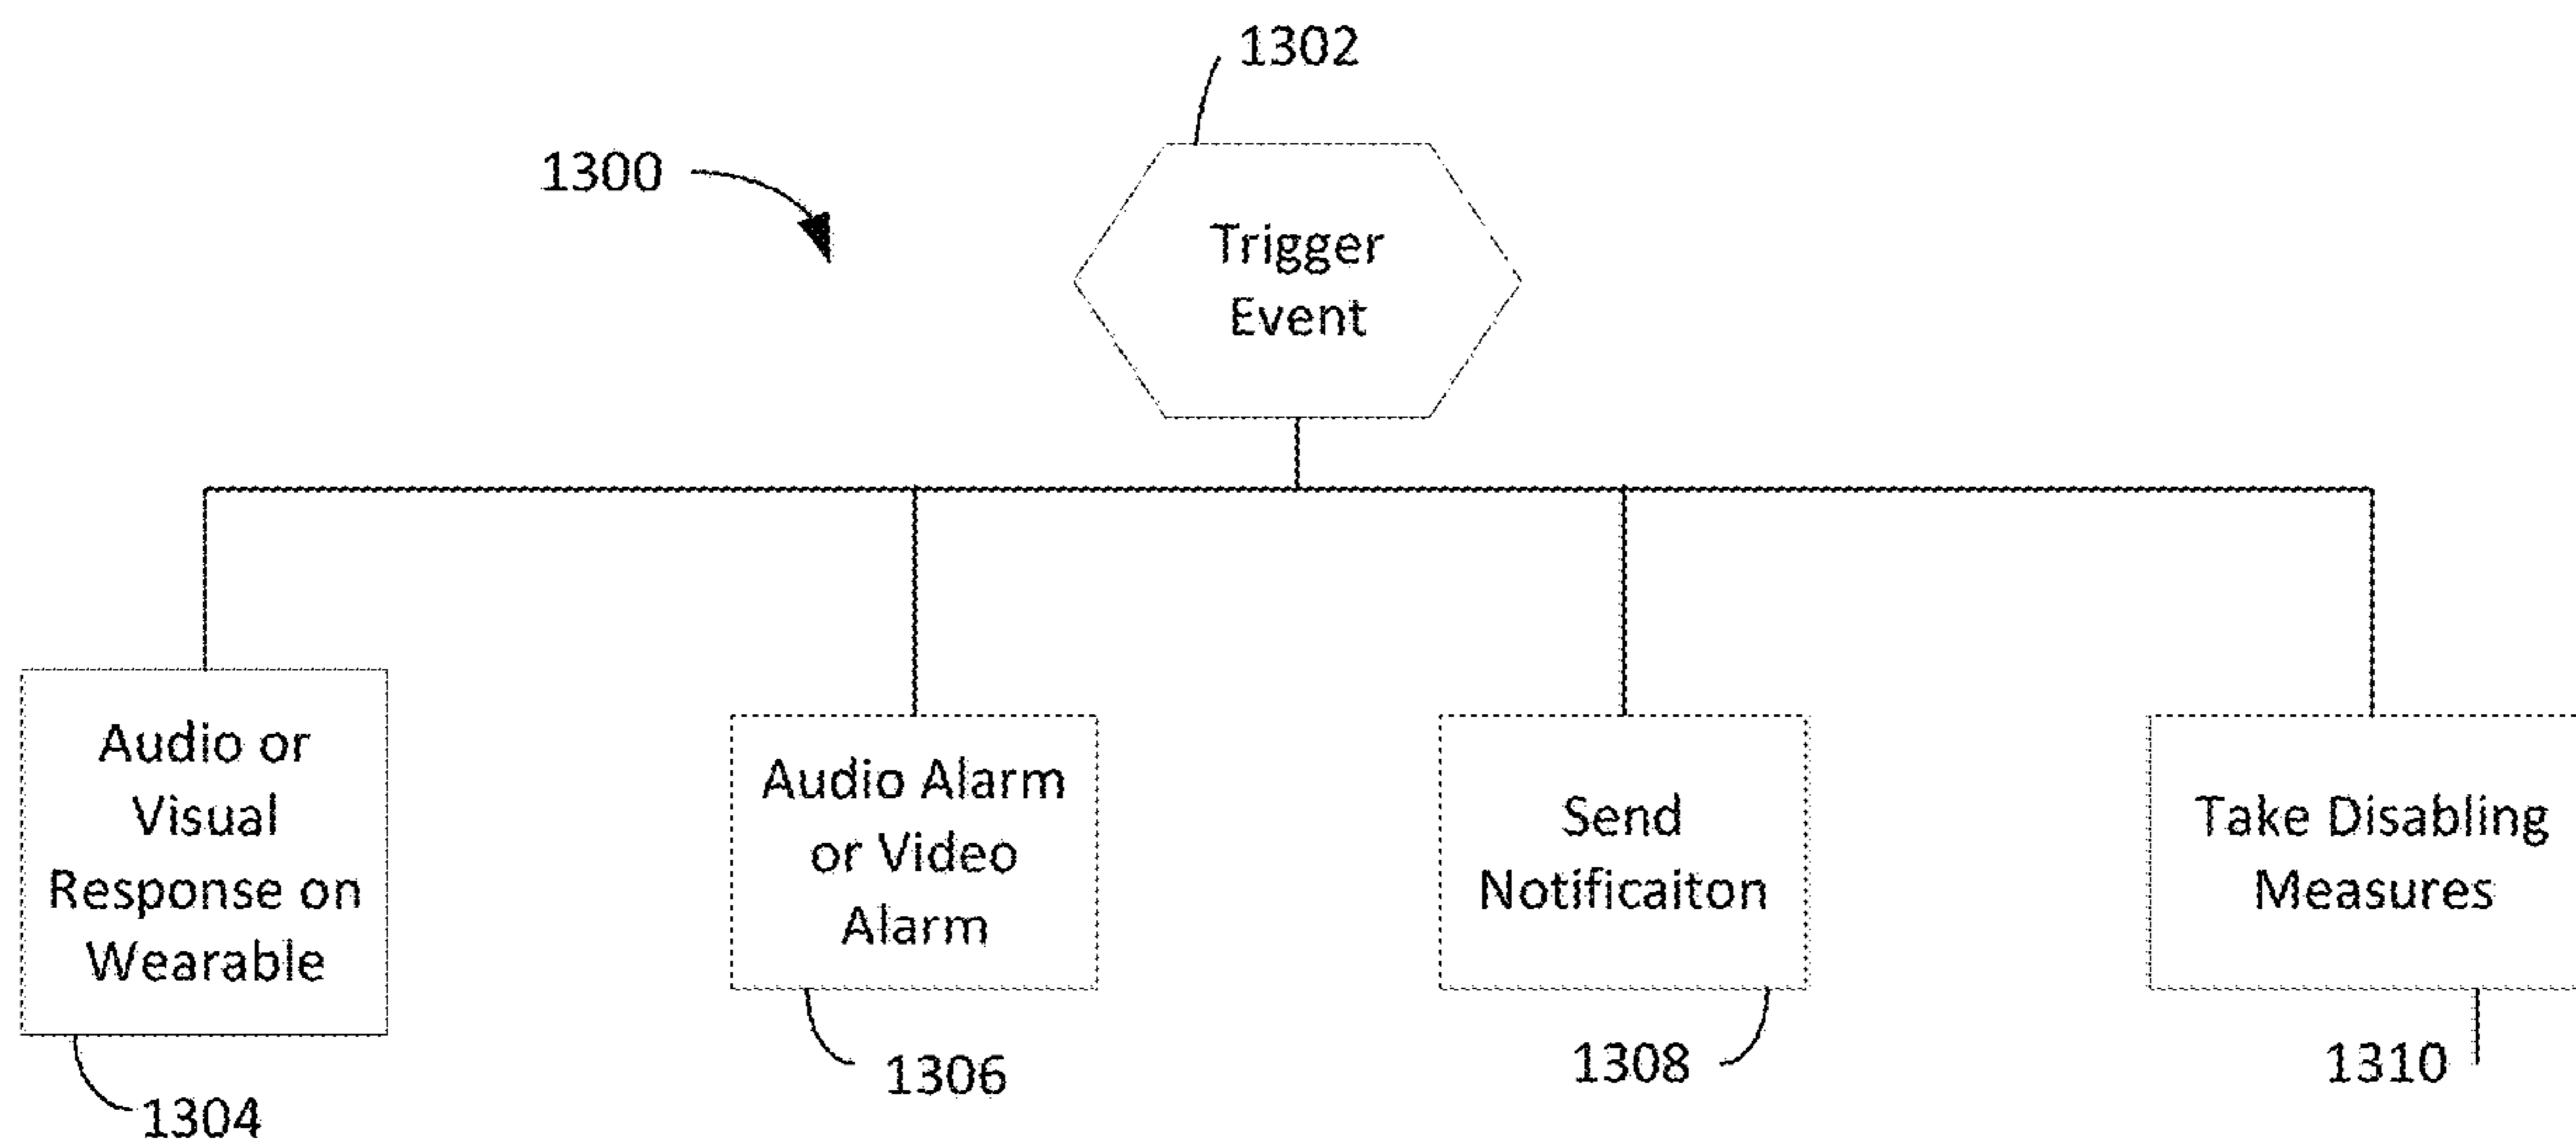 1302
1300
Trigger
Event
Audio or
Visual
Response on
Wearable
Audio Alarm
or Video
Alarm
Send
Notificaiton
Take Disabling
Measures
1304
1306
1308
1310